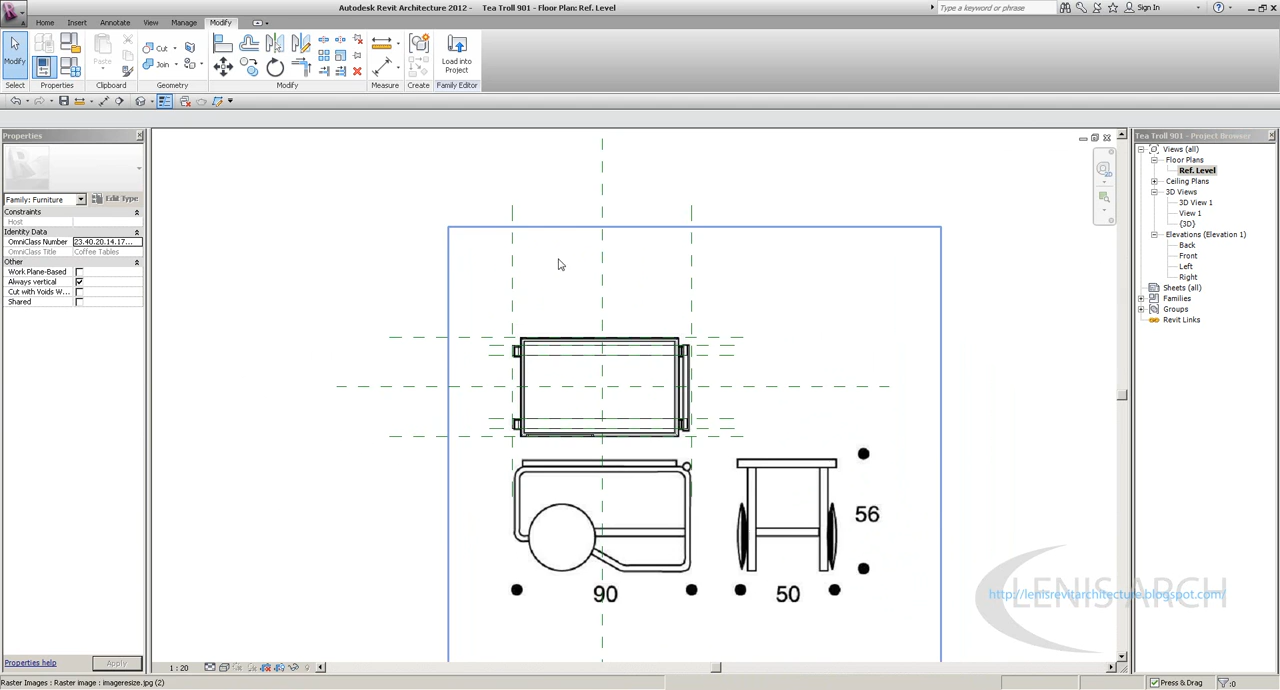 Autodesk Revit Architecture 2012 - Tea Troll 901 - Floor Plan: Ref. Level
Type a keyword or phrase
Sign In
Home Insert Annotate View Manage Modify
Modify
Paste
Cut
Join
Load into
Project
Select Properties Clipboard Geometry Modify Measure Create Family Editor
Properties
Family: Furniture
Edit Type
Constraints
Host
Identity Data
OmniClass Number 23.40.20.14.17...
OmniClass Title Coffee Tables
Other
Work Plane-Based
Always vertical
Cut with Voids W...
Shared
Properties help
Apply
56
90
50
LENIS ARCH
http://lenisrevitarchitecture.blogspot.com/
Tea Troll 901 - Project Browser
Views (all)
Floor Plans
Ref. Level
Ceiling Plans
3D Views
3D View 1
View 1
{3D}
Elevations (Elevation 1)
Back
Front
Left
Right
Sheets (all)
Families
Groups
Revit Links
1 : 20
Raster Images : Raster image : imageresize.jpg (2)
Press & Drag
:0